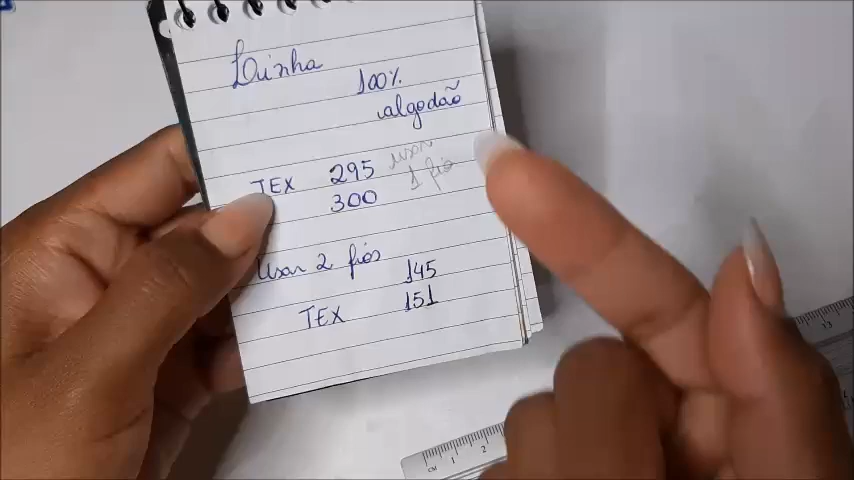 Linha
100%
algodão
TEX 295 usar
300 1 fio
Usar 2 fios
145
TEX 151